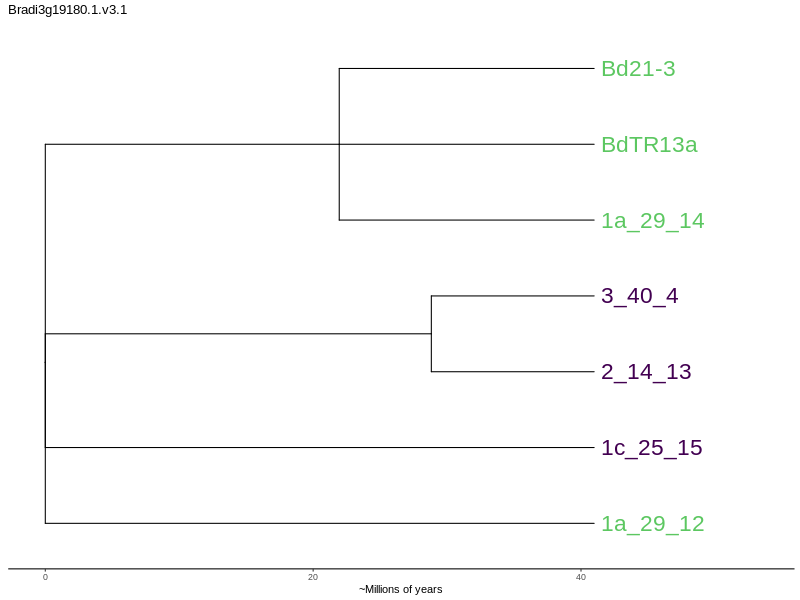 Bradi3g19180.1.v3.1
Bd21-3
BdTR13a
1a_29_14
3_40_4
2_14_13
1c_25_15
1a_29_12
0 20 40
~Millions of years